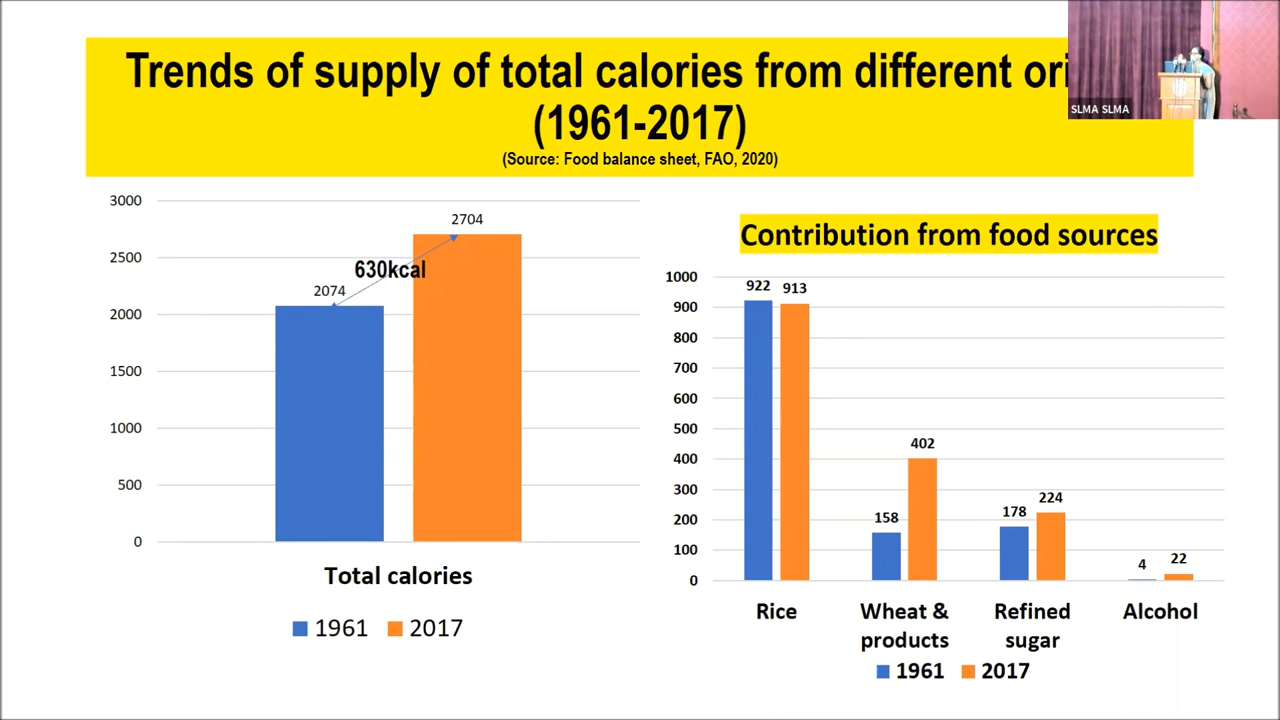 Trends of supply of total calories from different
(1961-2017)
(Source: Food balance sheet, FAO, 2020)
SLMA SLMA
3000
2500
2000
1500
1000
500
0
2704
630kcal
2074
Total calories
1961 2017
Contribution from food sources
1000
900
800
700
600
500
400
300
200
100
0
922 913
158 402
178 224
4 22
Rice
Wheat &
products
Refined
sugar
Alcohol
1961 2017